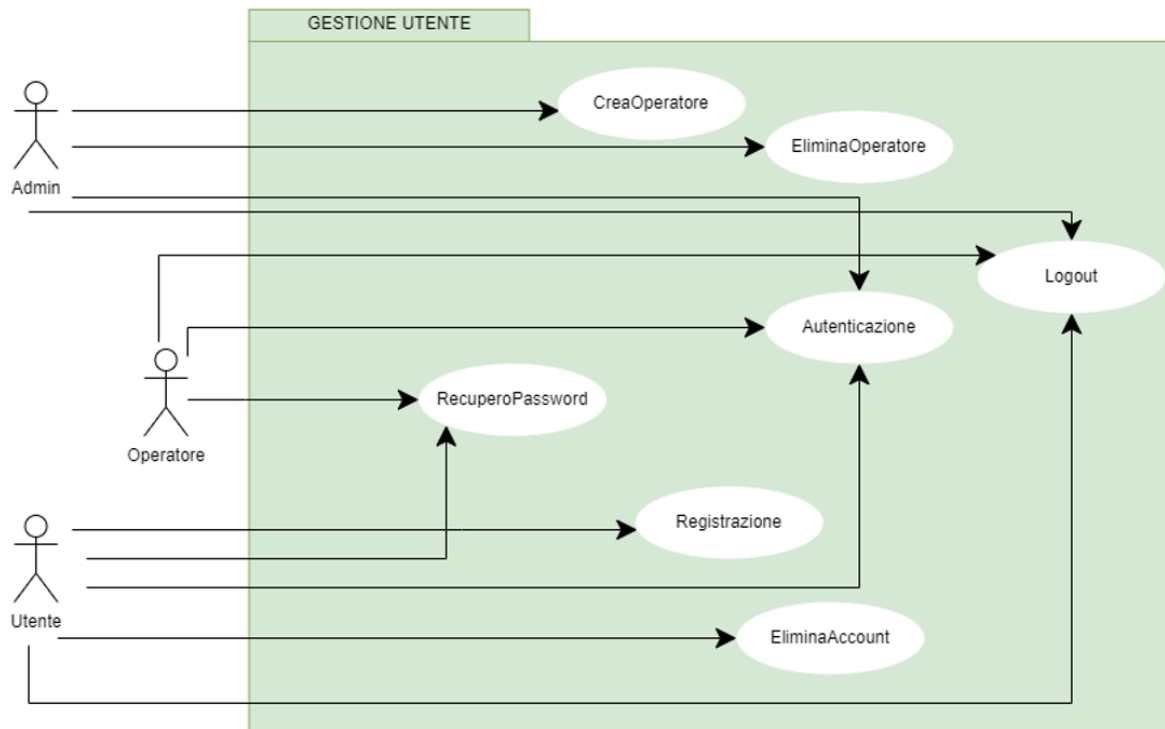 GESTIONE UTENTE
CreaOperatore
EliminaOperatore
Admin
Logout
Autenticazione
RecuperoPassword
Operatore
Registrazione
Utente
EliminaAccount